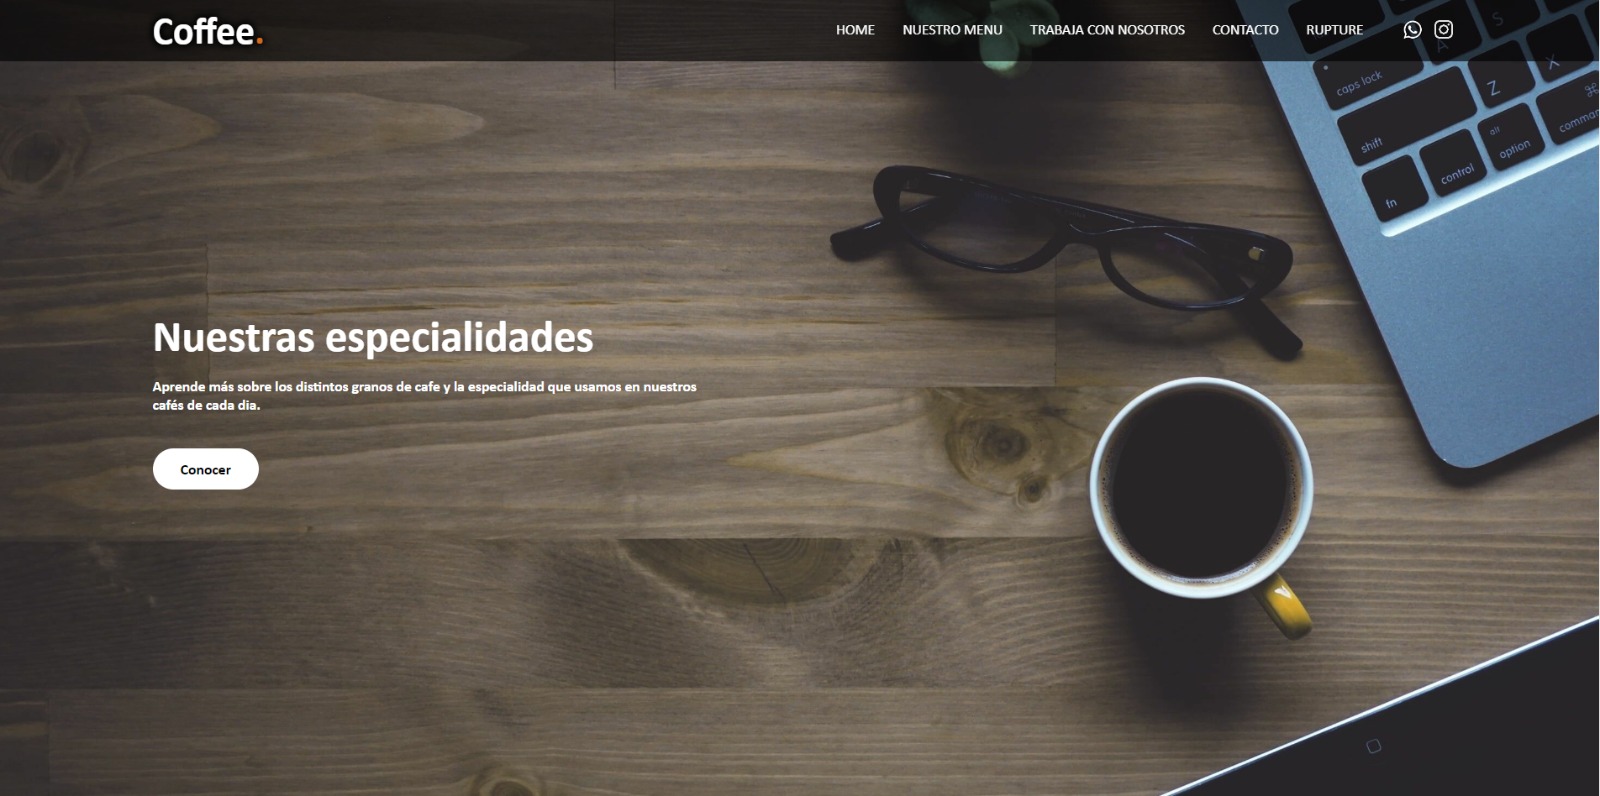 Coffee.
HOME NUESTRO MENU TRABAJA CON NOSOTROS CONTACTO RUPTURE
Nuestras especialidades
Aprende más sobre los distintos granos de cafe y la especialidad que usamos en nuestros
cafés de cada dia.
Conocer
caps lock A S
shift Z X
fn control alt option ⌘